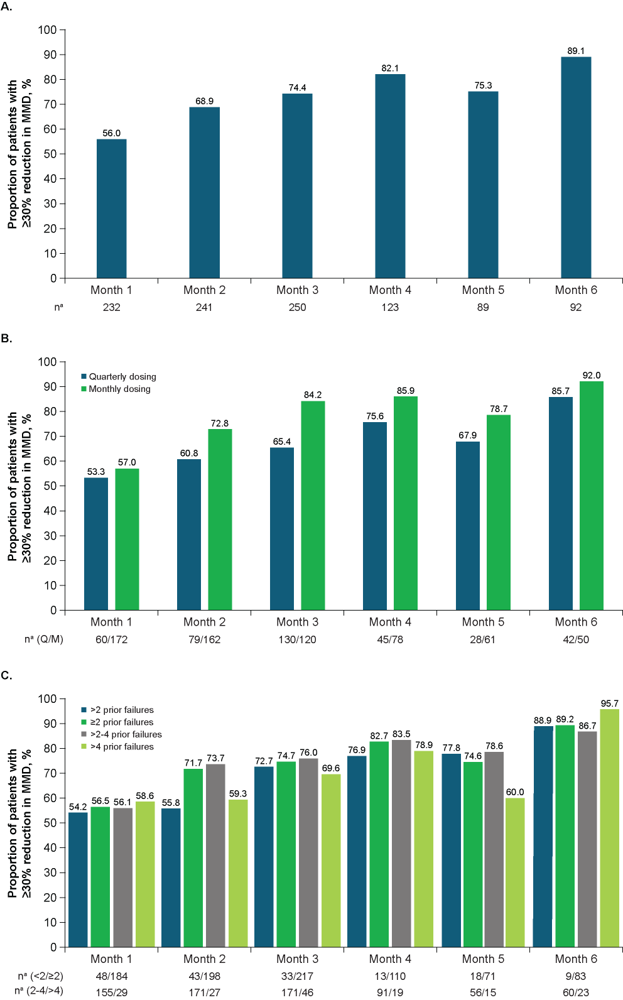 A.
Proportion of patients with
≥30% reduction in MMD, %
100
90
80
70
60
50
40
30
20
10
0
56.0
68.9
74.4
82.1
75.3
89.1
Month 1 Month 2 Month 3 Month 4 Month 5 Month 6
nᵃ 232 241 250 123 89 92
B.
Proportion of patients with
≥30% reduction in MMD, %
100
90
80
70
60
50
40
30
20
10
0
Quarterly dosing
Monthly dosing
53.3 57.0
60.8 72.8
65.4 84.2
75.6 85.9
67.9 78.7
85.7 92.0
Month 1 Month 2 Month 3 Month 4 Month 5 Month 6
nᵃ (Q/M) 60/172 79/162 130/120 45/78 28/61 42/50
C.
Proportion of patients with
≥30% reduction in MMD, %
100
90
80
70
60
50
40
30
20
10
0
>2 prior failures
≥2 prior failures
>2-4 prior failures
>4 prior failures
54.2 56.5 56.1 58.6
55.8 71.7 73.7 59.3
72.7 74.7 76.0 69.6
76.9 82.7 83.5 78.9
77.8 74.6 78.6 60.0
88.9 89.2 86.7 95.7
Month 1 Month 2 Month 3 Month 4 Month 5 Month 6
nᵃ (<2/≥2) 48/184 43/198 33/217 13/110 18/71 9/83
nᵃ (2-4/>4) 155/29 171/27 171/46 91/19 56/15 60/23